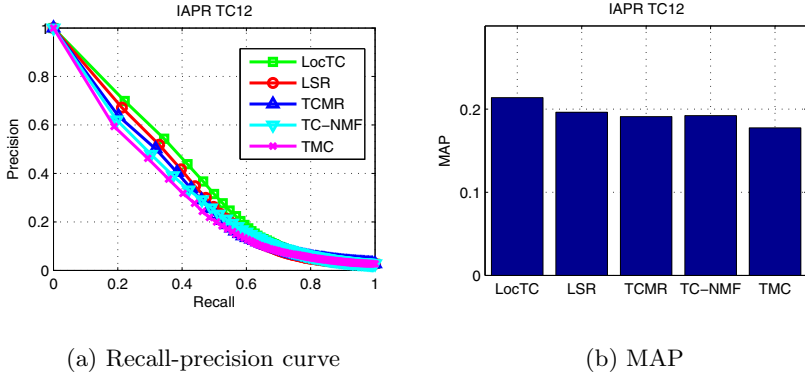 IAPR TC12
1
0.8
0.6
0.4
0.2
0
0 0.2 0.4 0.6 0.8 1
Precision
Recall
LocTC
LSR
TCMR
TC−NMF
TMC
(a) Recall-precision curve
IAPR TC12
0.2
0.1
0
MAP
LocTC LSR TCMR TC−NMF TMC
(b) MAP